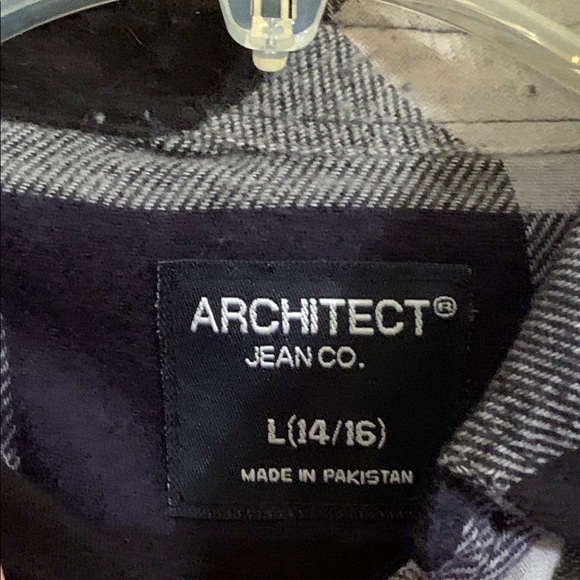 ARCHITECT®
JEAN CO.
L(14/16)
MADE IN PAKISTAN